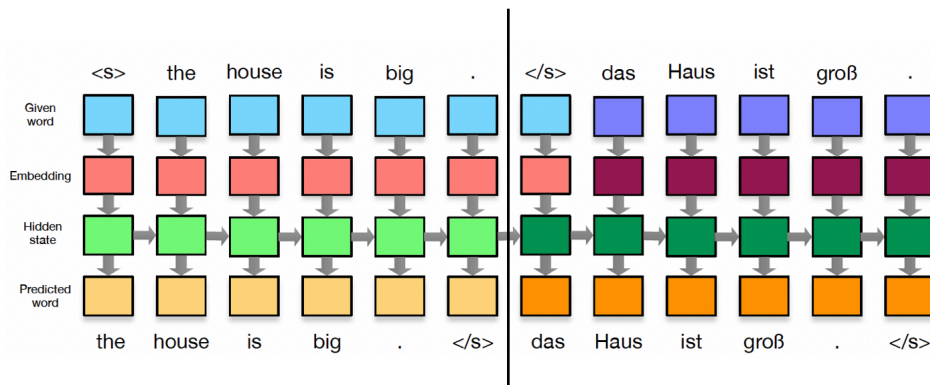 <s> the house is big . </s> das Haus ist groß .
Given
word
Embedding
Hidden
state
Predicted
word
the house is big . </s> das Haus ist groß . </s>